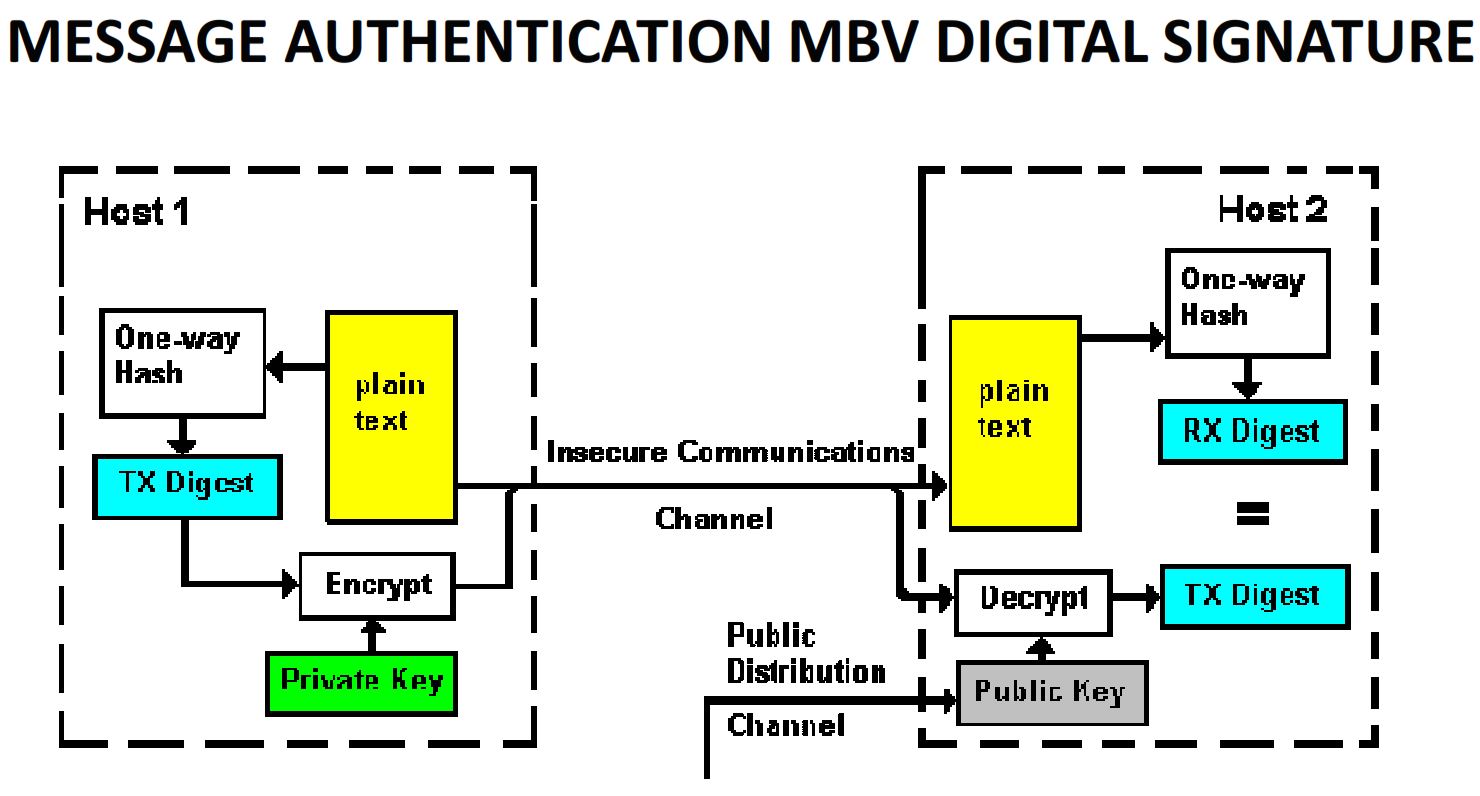 MESSAGE AUTHENTICATION MBV DIGITAL SIGNATURE
Host 1
One-way
Hash
plain
text
TX Digest
Encrypt
Private Key
Insecure Communications
Channel
Public
Distribution
Channel
Host 2
One-way
Hash
plain
text
RX Digest
=
Decrypt
TX Digest
Public Key